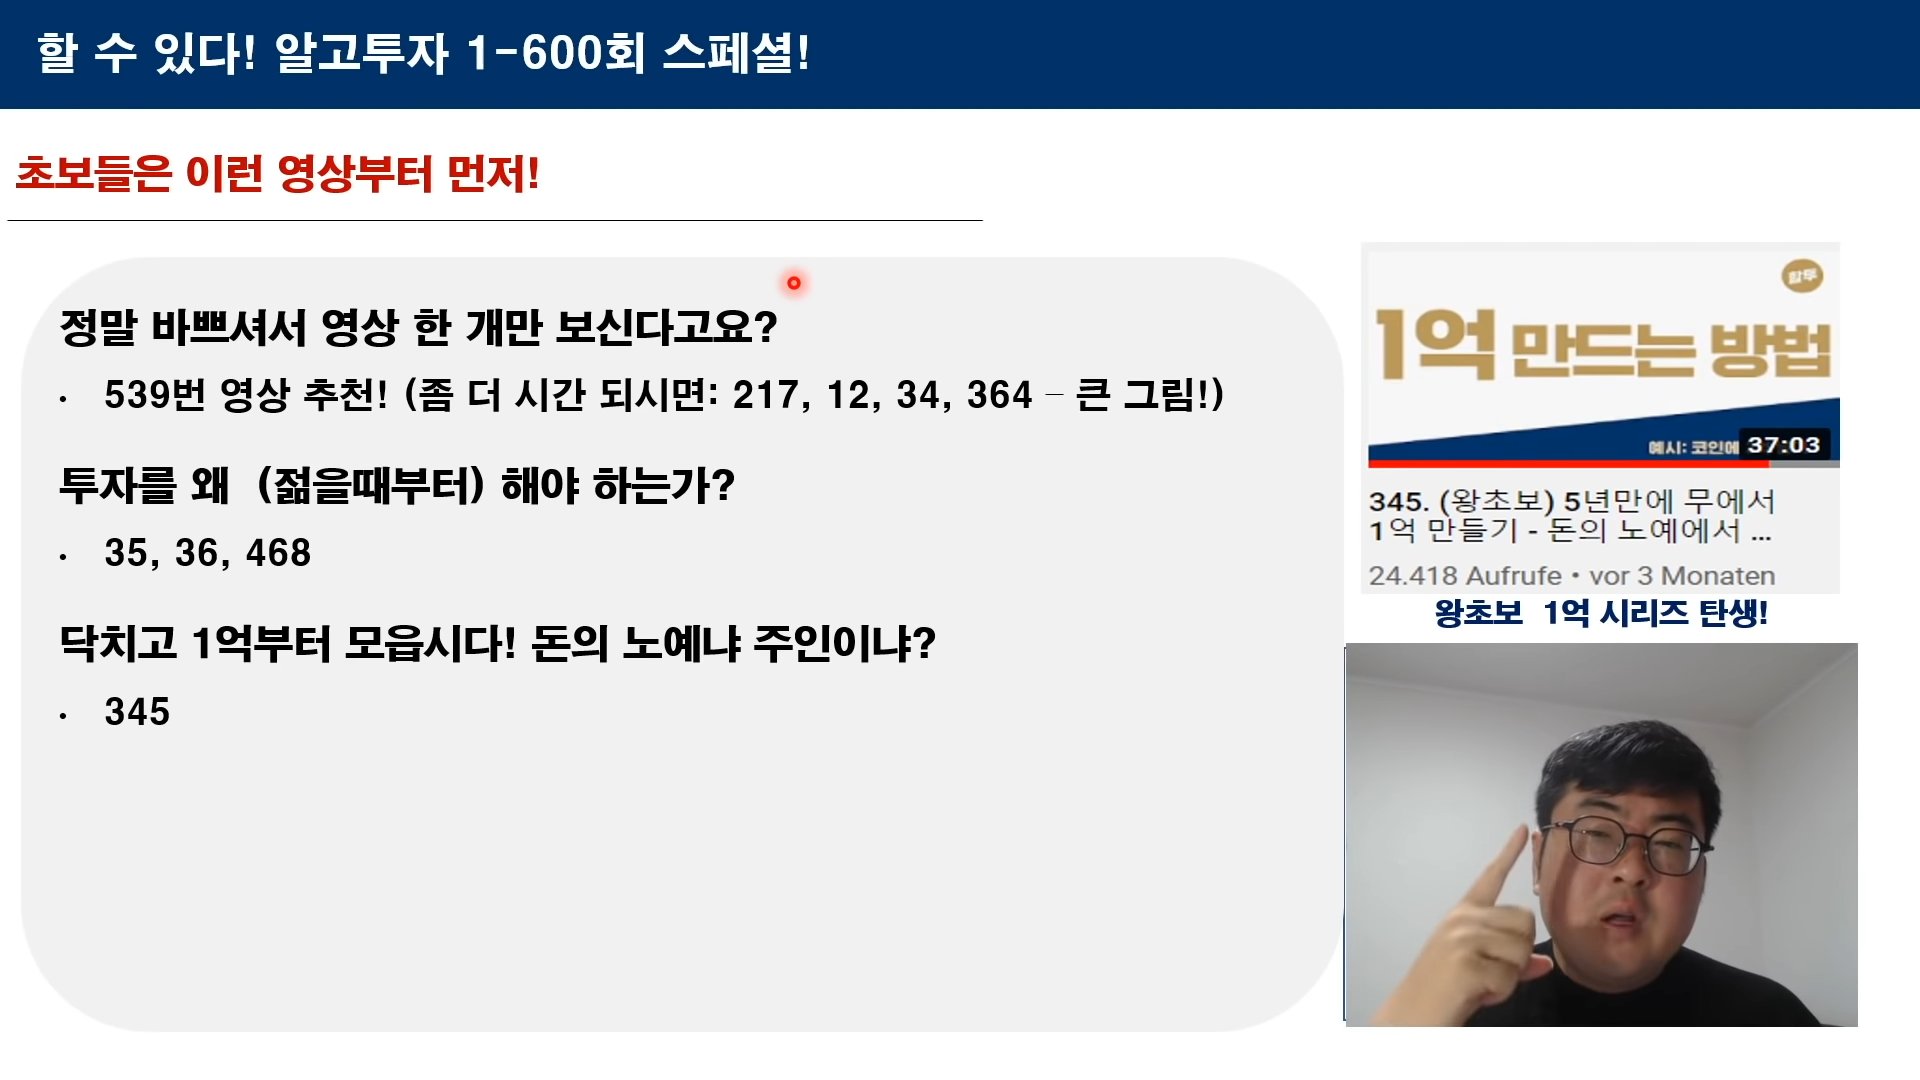 할 수 있다! 알고투자 1-600회 스페셜!
초보들은 이런 영상부터 먼저!
정말 바쁘셔서 영상 한 개만 보신다고요?
• 539번 영상 추천! (좀 더 시간 되시면: 217, 12, 34, 364 – 큰 그림!)
투자를 왜 (젊을때부터) 해야 하는가?
• 35, 36, 468
닥치고 1억부터 모읍시다! 돈의 노예냐 주인이냐?
• 345
할투
1억 만드는 방법
예시: 코인에
37:03
345. (왕초보) 5년만에 무에서
1억 만들기 - 돈의 노예에서 ...
24.418 Aufrufe • vor 3 Monaten
왕초보 1억 시리즈 탄생!